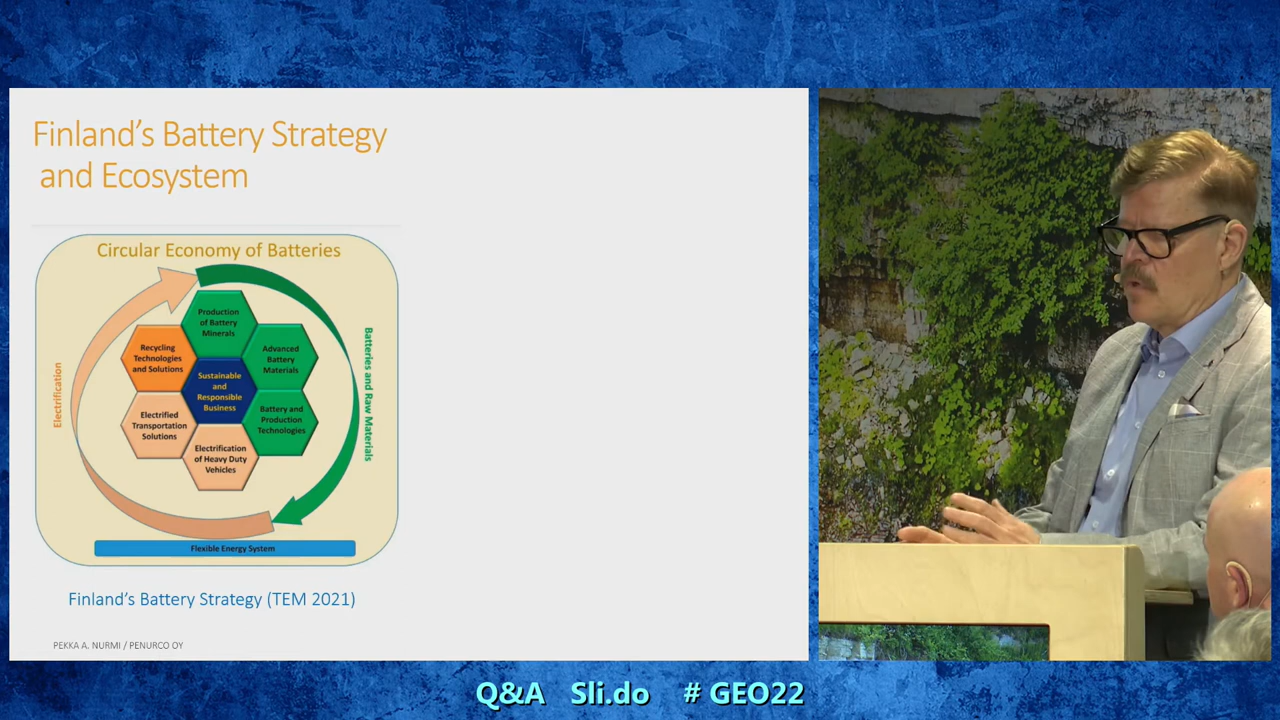 Finland's Battery Strategy
and Ecosystem
Circular Economy of Batteries
Production
of Battery
Minerals
Recycling
Technologies
and Solutions
Advanced
Battery
Materials
Sustainable
and
Responsible
Business
Electrified
Transportation
Solutions
Battery and
Production
Technologies
Electrification
of Heavy Duty
Vehicles
Electrification
Batteries and Raw Materials
Flexible Energy System
Finland's Battery Strategy (TEM 2021)
PEKKA A. NURMI / PENURCO OY
Q&A Sli.do # GEO22